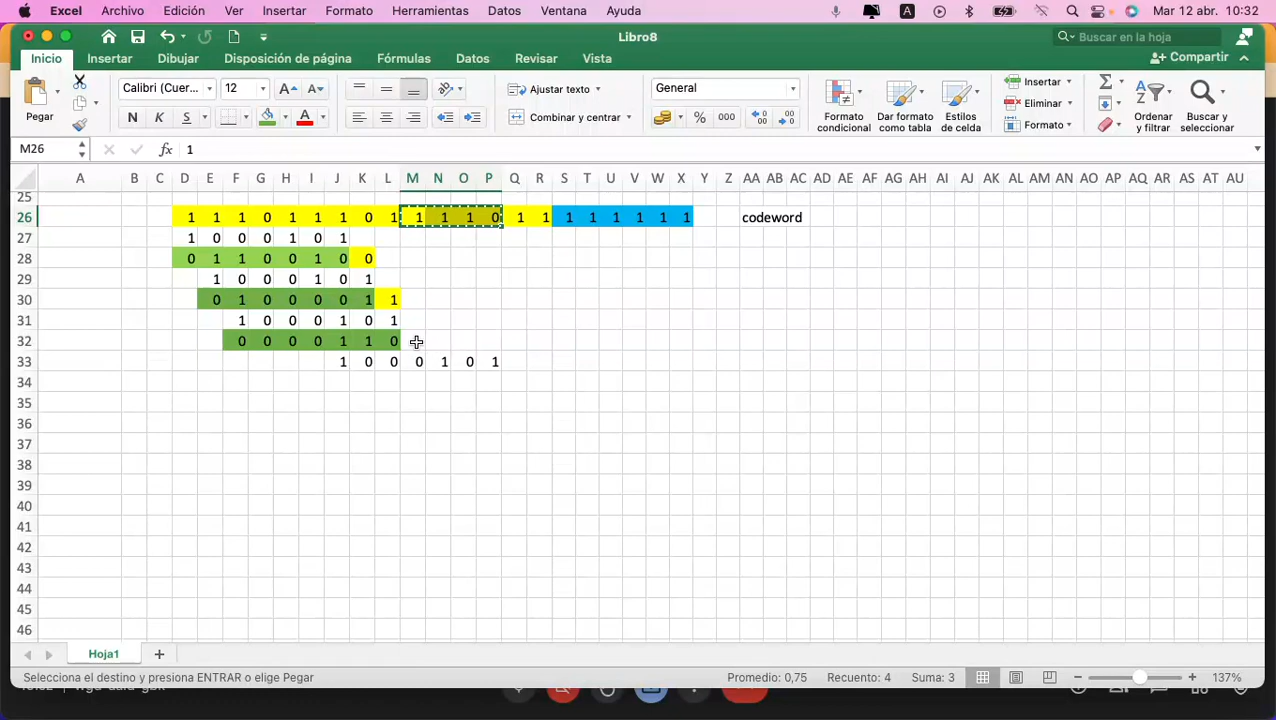 Excel Archivo Edición Ver Insertar Formato Herramientas Datos Ventana Ayuda A Mar 12 abr. 10:32
Libro8 Buscar en la hoja
Inicio Insertar Dibujar Disposición de página Fórmulas Datos Revisar Vista Compartir
Pegar Calibri (Cuer... 12 A A Ajustar texto General Insertar
N K S A Combinar y centrar % 000 Eliminar
Formato
Formato condicional Dar formato como tabla Estilos de celda Ordenar y filtrar Buscar y seleccionar
M26 fx 1
A B C D E F G H I J K L M N O P Q R S T U V W X Y Z AA AB AC AD AE AF AG AH AI AJ AK AL AM AN AO AP AQ AR AS AT AU
25
26 1 1 1 0 1 1 1 0 1 1 1 1 0 1 1 1 1 1 1 1 1 codeword
27 1 0 0 0 1 0 1
28 0 1 1 0 0 1 0 0
29 1 0 0 0 1 0 1
30 0 1 0 0 0 0 1 1
31 1 0 0 0 1 0 1
32 0 0 0 0 1 1 0
33 1 0 0 0 1 0 1
34
35
36
37
38
39
40
41
42
43
44
45
46
Hoja1 +
Selecciona el destino y presiona ENTRAR o elige Pegar Promedio: 0,75 Recuento: 4 Suma: 3 137%